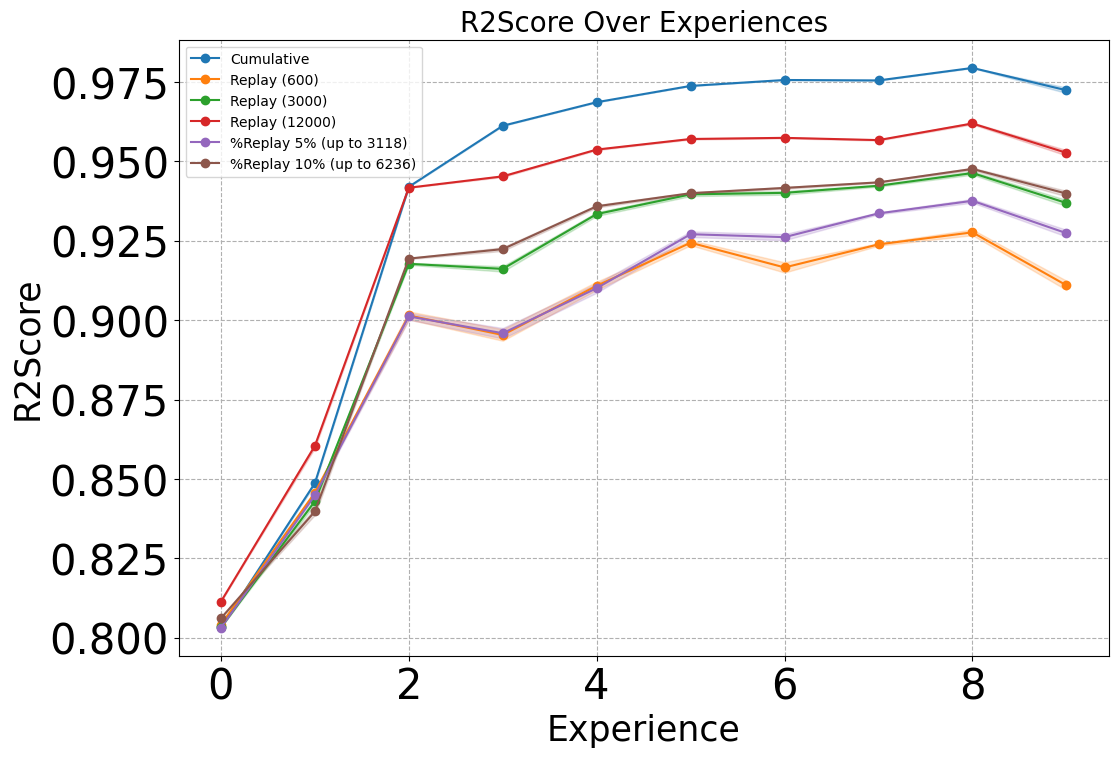 R2Score Over Experiences
Cumulative
Replay (600)
Replay (3000)
Replay (12000)
%Replay 5% (up to 3118)
%Replay 10% (up to 6236)
0.975
0.950
0.925
0.900
0.875
0.850
0.825
0.800
R2Score
0 2 4 6 8
Experience